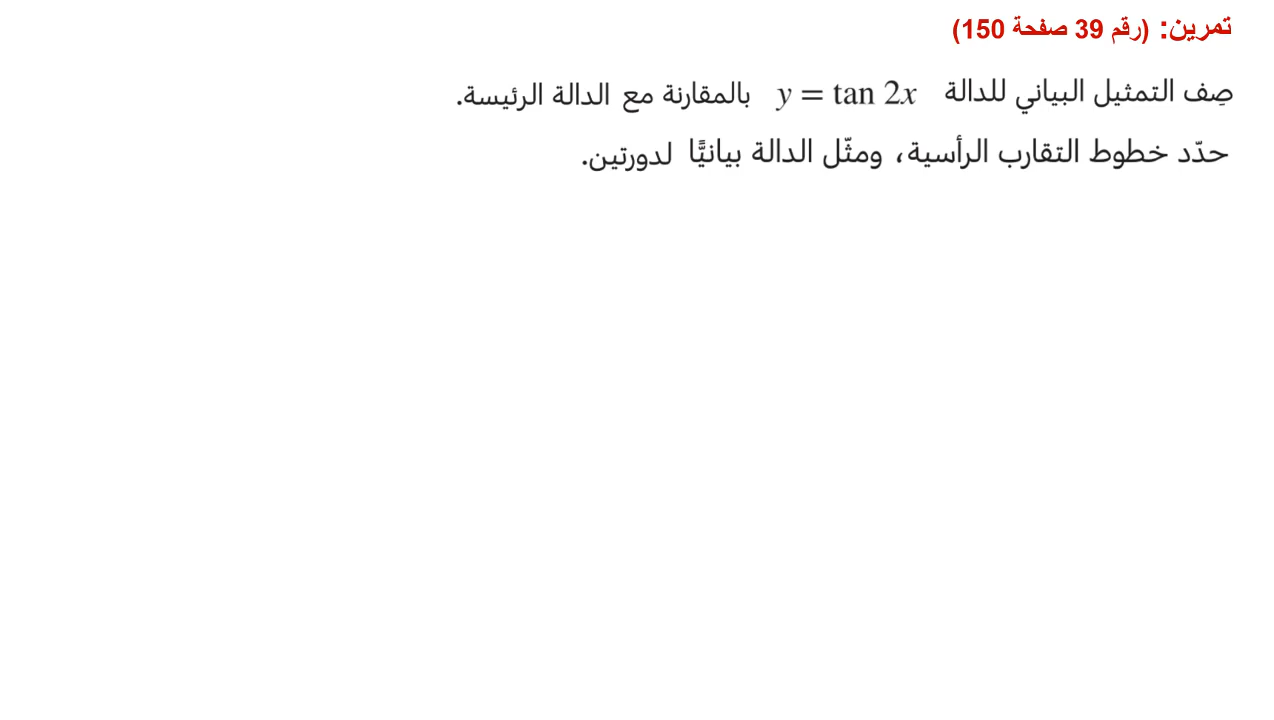 تمرين: (رقم 39 صفحة 150)
صِف التمثيل البياني للدالة y = tan 2x بالمقارنة مع الدالة الرئيسة.
حدّد خطوط التقارب الرأسية، ومثّل الدالة بيانيًّا لدورتين.